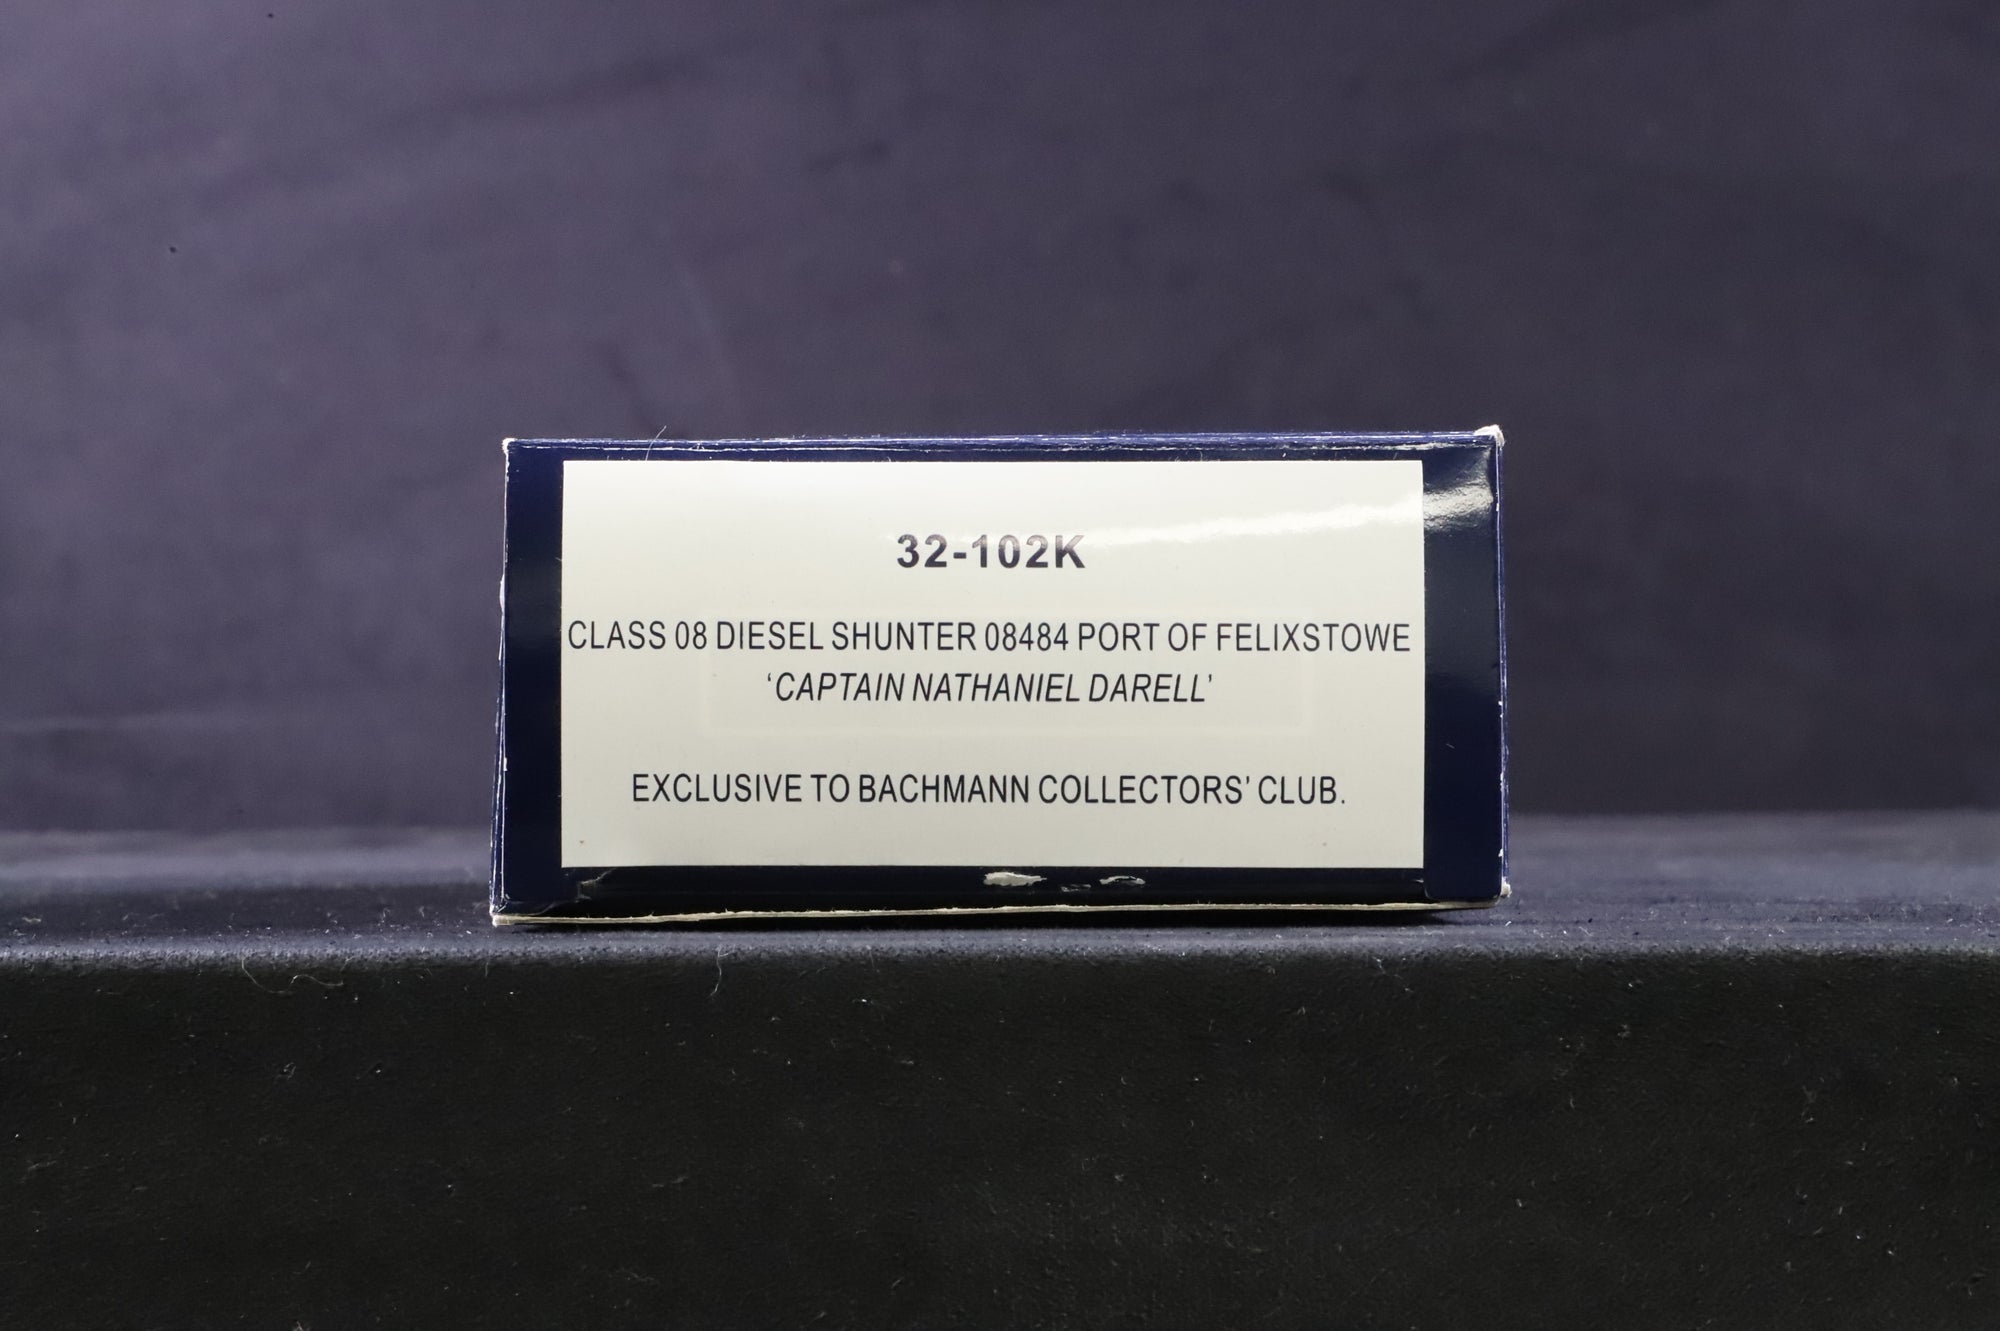 32-102K
CLASS 08 DIESEL SHUNTER 08484 PORT OF FELIXSTOWE
‘CAPTAIN NATHANIEL DARELL’
EXCLUSIVE TO BACHMANN COLLECTORS’ CLUB.